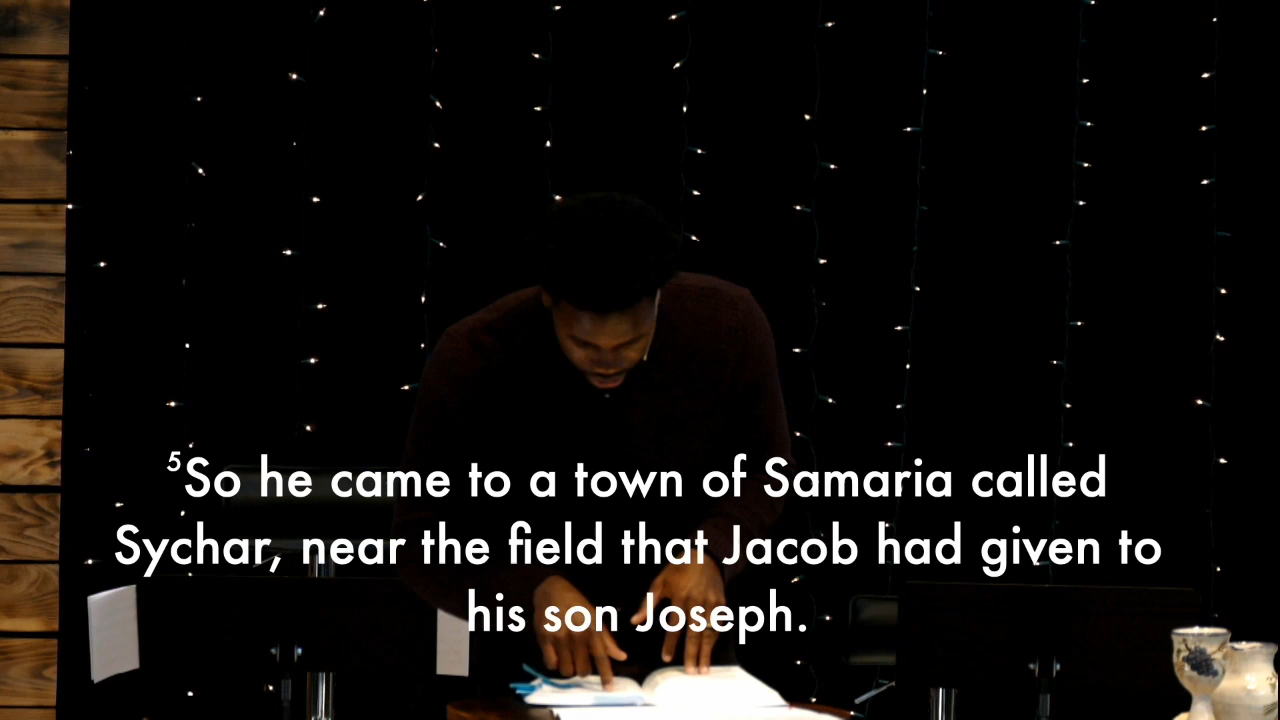 ⁵So he came to a town of Samaria called
Sychar, near the field that Jacob had given to
his son Joseph.